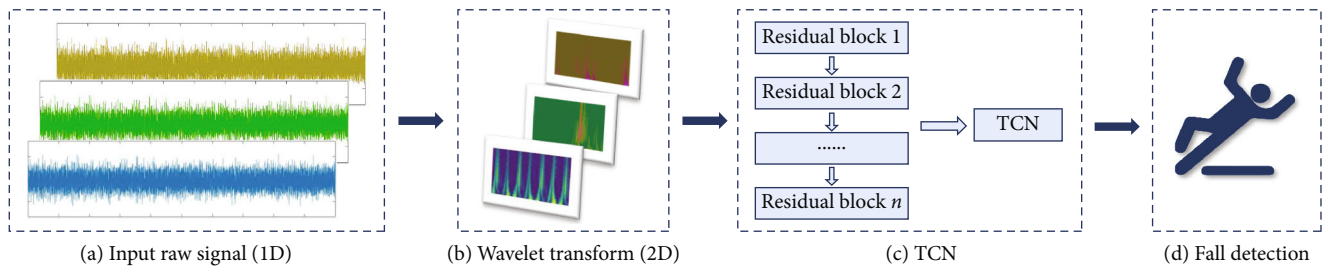 Residual block 1
Residual block 2
......
Residual block n
TCN
(a) Input raw signal (1D)
(b) Wavelet transform (2D)
(c) TCN
(d) Fall detection